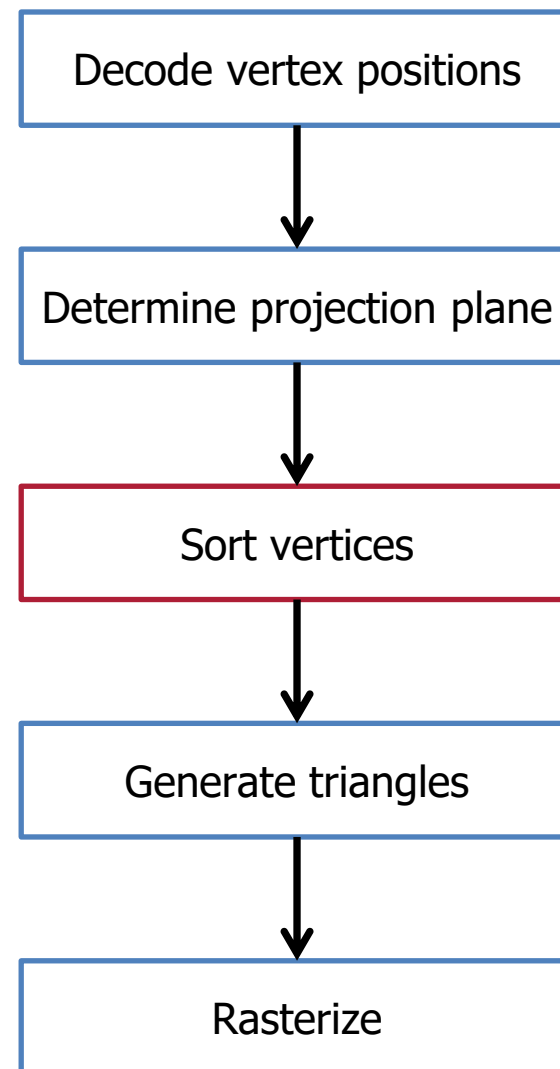 Decode vertex positions
Determine projection plane
Sort vertices
Generate triangles
Rasterize